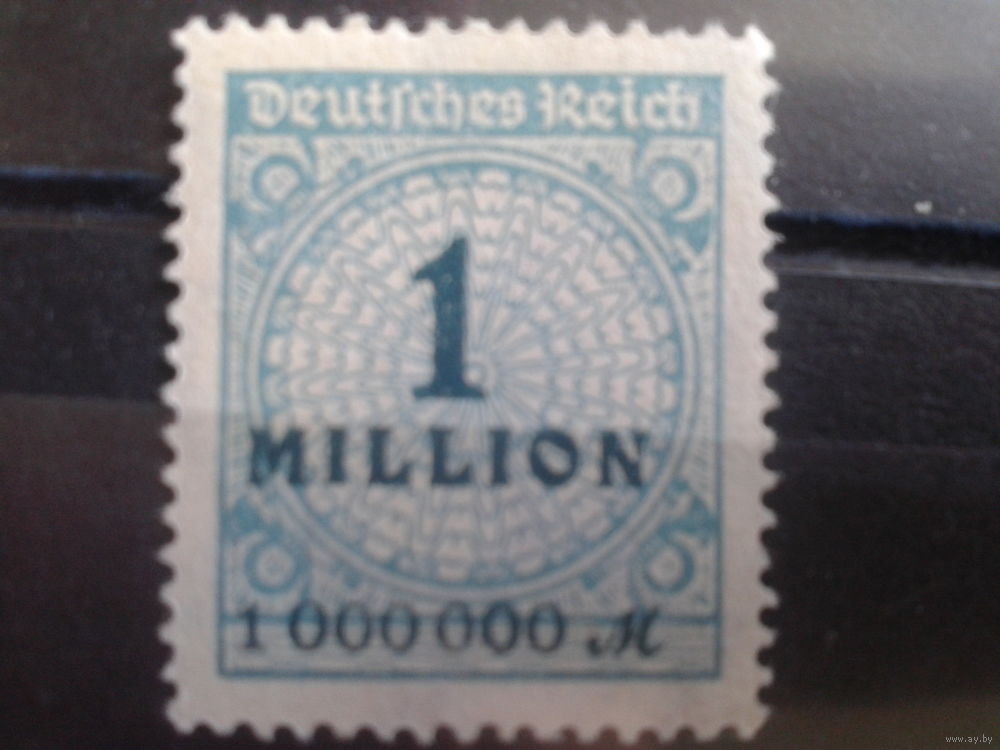 Deutsches Reich
1
MILLION
1 000 000 M
www.ay.by